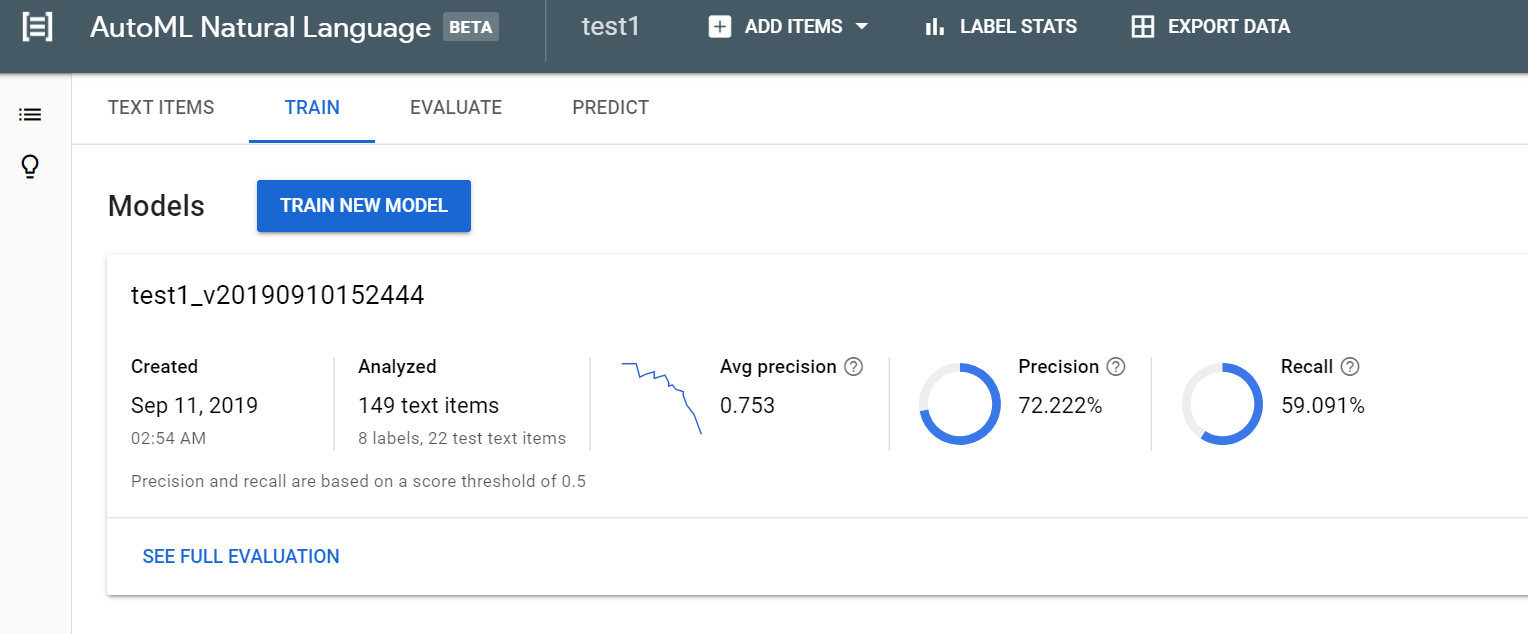 AutoML Natural Language BETA test1 ADD ITEMS LABEL STATS EXPORT DATA
TEXT ITEMS TRAIN EVALUATE PREDICT
Models TRAIN NEW MODEL
test1_v20190910152444
Created Analyzed Avg precision ? Precision ? Recall ?
Sep 11, 2019 149 text items 0.753 72.222% 59.091%
02:54 AM 8 labels, 22 test text items
Precision and recall are based on a score threshold of 0.5
SEE FULL EVALUATION